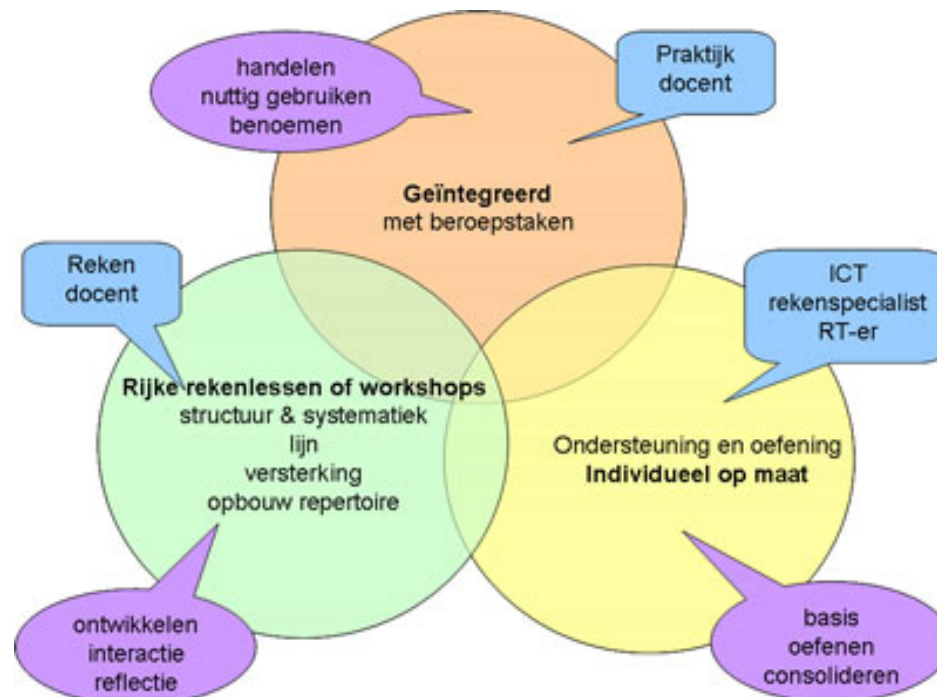 handelen
nuttig gebruiken
benoemen
Praktijk
docent
Geïntegreerd
met beroepstaken
Reken
docent
ICT
rekenspecialist
RT-er
Rijke rekenlessen of workshops
structuur & systematiek
lijn
versterking
opbouw repertoire
Ondersteuning en oefening
Individueel op maat
ontwikkelen
interactie
reflectie
basis
oefenen
consolideren